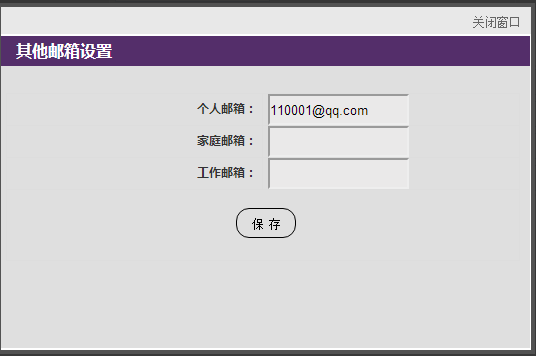 关闭窗口
其他邮箱设置
个人邮箱： 110001@qq.com
家庭邮箱：
工作邮箱：
保 存